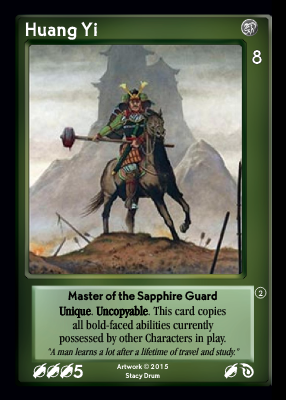 Huang Yi
8
2
Master of the Sapphire Guard
Unique. Uncopyable. This card copies
all bold-faced abilities currently
possessed by other Characters in play.
"A man learns a lot after a lifetime of travel and study."
5
Artwork © 2015
Stacy Drum